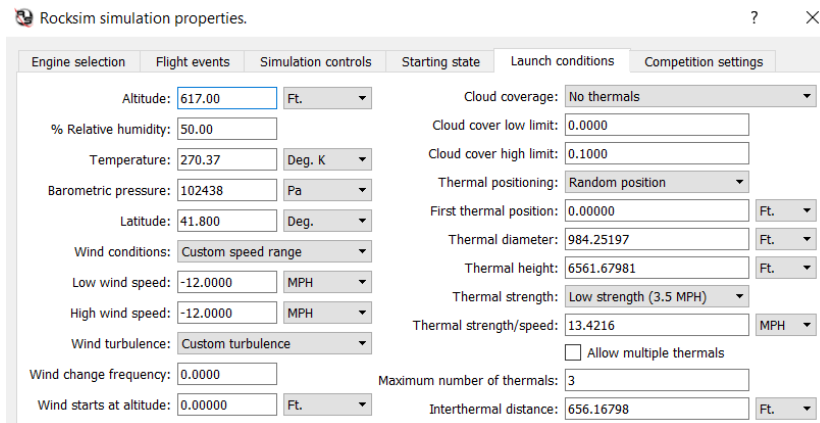 Rocksim simulation properties.
?
Engine selection
Flight events
Simulation controls
Starting state
Launch conditions
Competition settings
Altitude: 617.00 Ft.
% Relative humidity: 50.00
Temperature: 270.37 Deg. K
Barometric pressure: 102438 Pa
Latitude: 41.800 Deg.
Wind conditions: Custom speed range
Low wind speed: -12.0000 MPH
High wind speed: -12.0000 MPH
Wind turbulence: Custom turbulence
Wind change frequency: 0.0000
Wind starts at altitude: 0.00000 Ft.
Cloud coverage: No thermals
Cloud cover low limit: 0.0000
Cloud cover high limit: 0.1000
Thermal positioning: Random position
First thermal position: 0.00000 Ft.
Thermal diameter: 984.25197 Ft.
Thermal height: 6561.67981 Ft.
Thermal strength: Low strength (3.5 MPH)
Thermal strength/speed: 13.4216 MPH
Allow multiple thermals
Maximum number of thermals: 3
Interthermal distance: 656.16798 Ft.